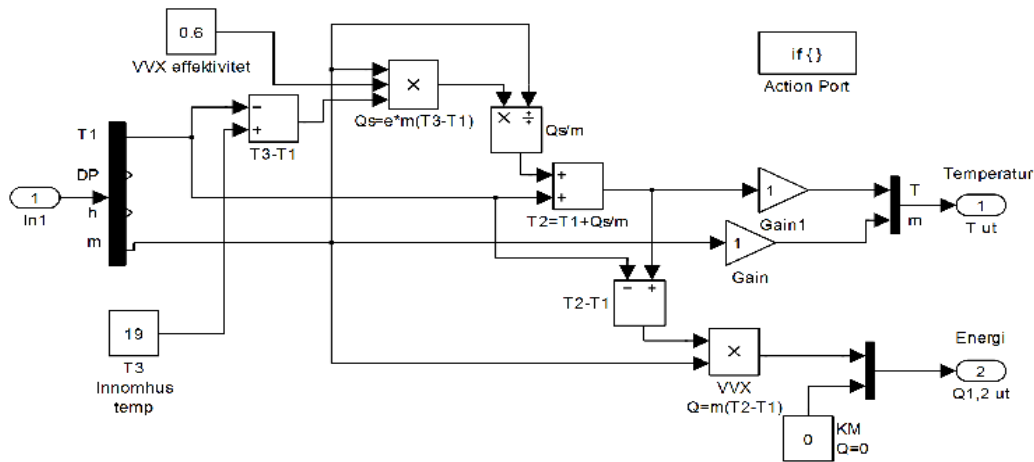 0.6
VVX effektivitet
× 
Qs=e*m(T3-T1)
× ÷
Qs/m
if { }
Action Port
−
+
T3-T1
T1
DP
h
m
1
In1
+
+
T2=T1+Qs/m
1
Gain1
1
Gain
T
m
Temperatur
1
T ut
− +
T2-T1
19
T3
Innomhus
temp
×
VVX
Q=m(T2-T1)
0
KM
Q=0
Energi
2
Q1,2 ut